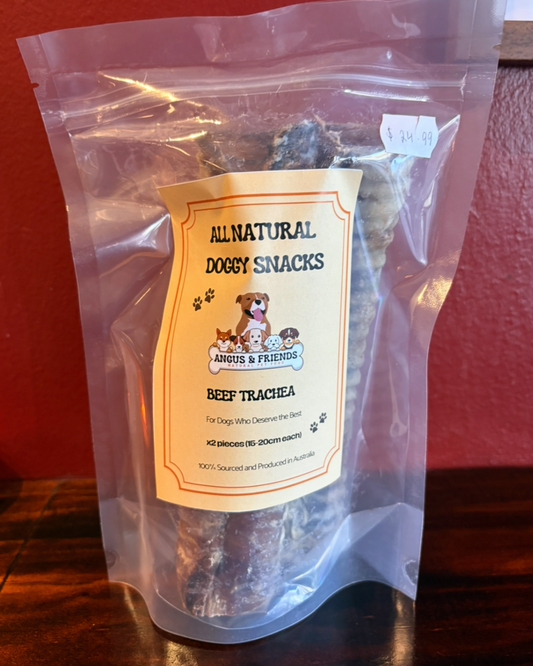 $ 24.99
ALL NATURAL
DOGGY SNACKS
ANGUS & FRIENDS
NATURAL PET FOOD
BEEF TRACHEA
For Dogs Who Deserve the Best
x2 pieces (15-20cm each)
100% Sourced and Produced in Australia